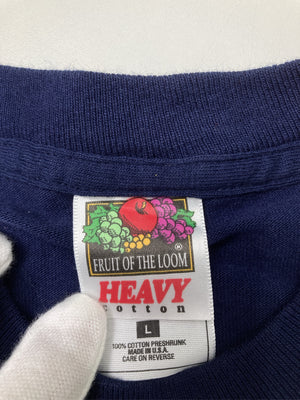 FRUIT OF THE LOOM
HEAVY
Cotton
L
100% COTTON PRESHRUNK
MADE IN U.S.A.
CARE ON REVERSE